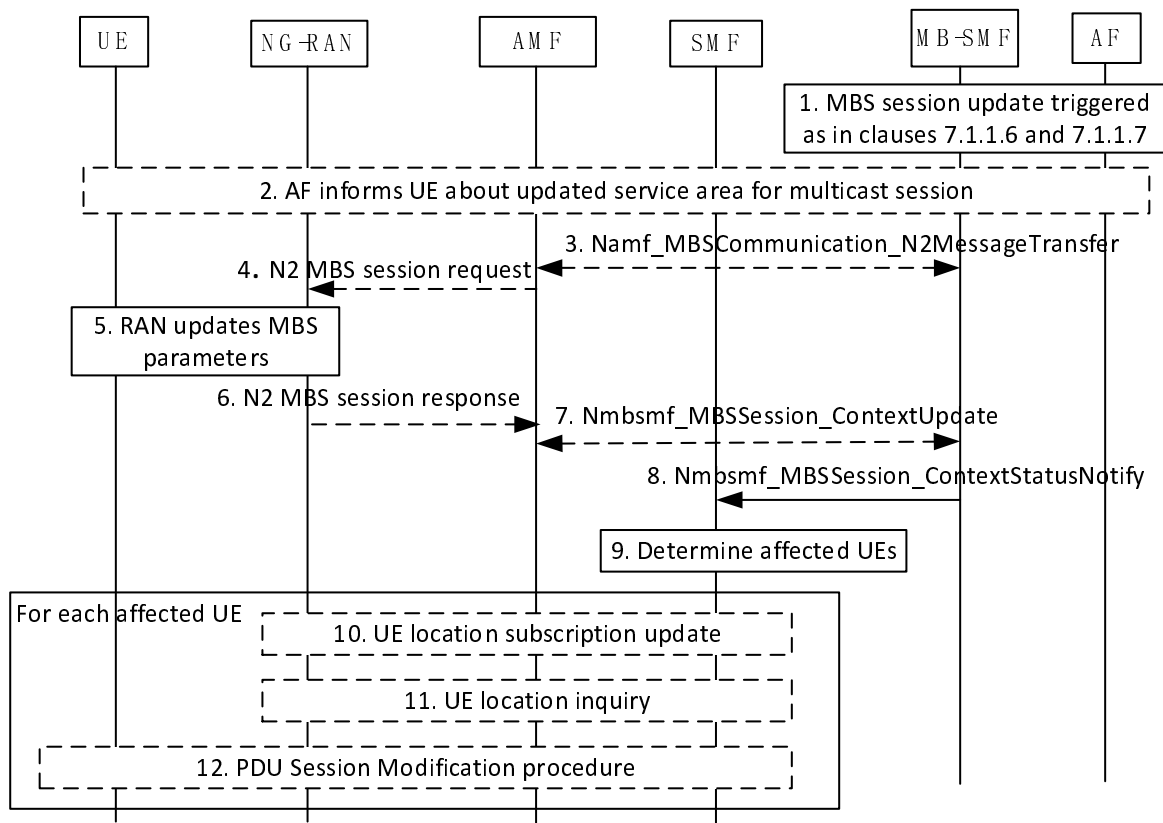 UE
NG-RAN
AMF
SMF
MB-SMF
AF
1. MBS session update triggered
as in clauses 7.1.1.6 and 7.1.1.7
2. AF informs UE about updated service area for multicast session
3. Namf_MBSCommunication_N2MessageTransfer
4. N2 MBS session request
5. RAN updates MBS
parameters
6. N2 MBS session response
7. Nmbsmf_MBSSession_ContextUpdate
8. Nmbsmf_MBSSession_ContextStatusNotify
9. Determine affected UEs
For each affected UE
10. UE location subscription update
11. UE location inquiry
12. PDU Session Modification procedure